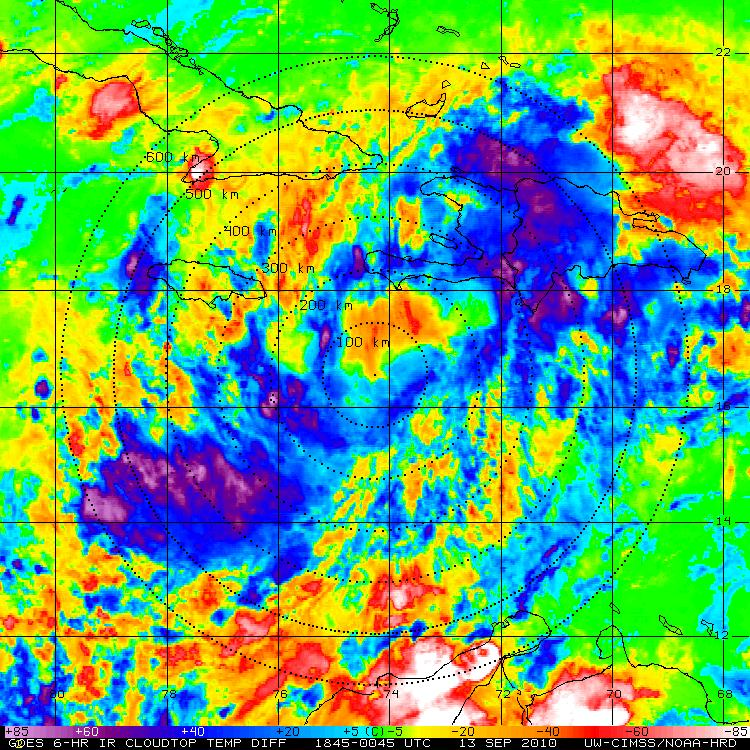 22
600 km
20
500 km
400 km
300 km
18
200 km
100 km
16
14
12
80 78 76 74 72 70 68
+85 +60 +40 +20 +5(C)-5 -20 -40 -60 -85
GOES 6-HR IR CLOUDTOP TEMP DIFF 1845-0045 UTC 13 SEP 2010 UW-CIMSS/NOAA-HRD